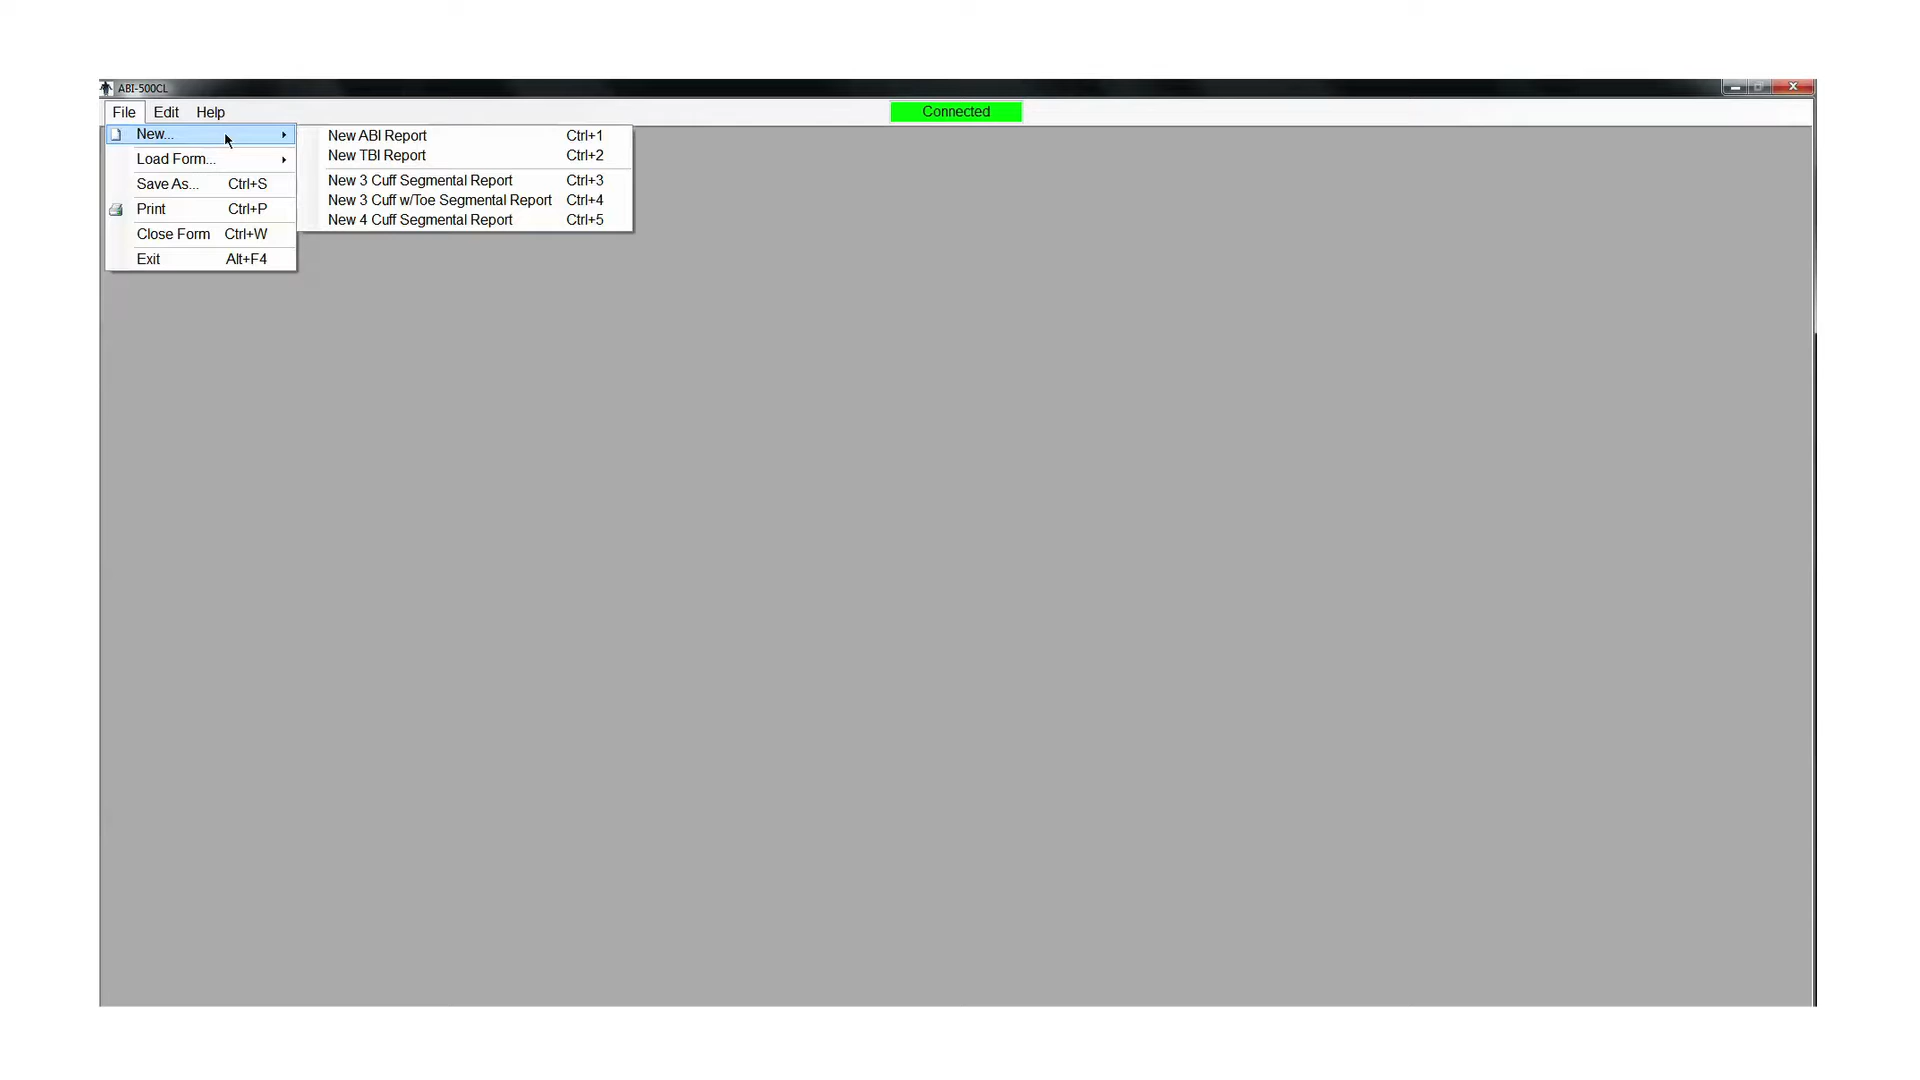 ABI-500CL
File Edit Help Connected
New...
Load Form...
Save As... Ctrl+S
Print Ctrl+P
Close Form Ctrl+W
Exit Alt+F4
New ABI Report Ctrl+1
New TBI Report Ctrl+2
New 3 Cuff Segmental Report Ctrl+3
New 3 Cuff w/Toe Segmental Report Ctrl+4
New 4 Cuff Segmental Report Ctrl+5